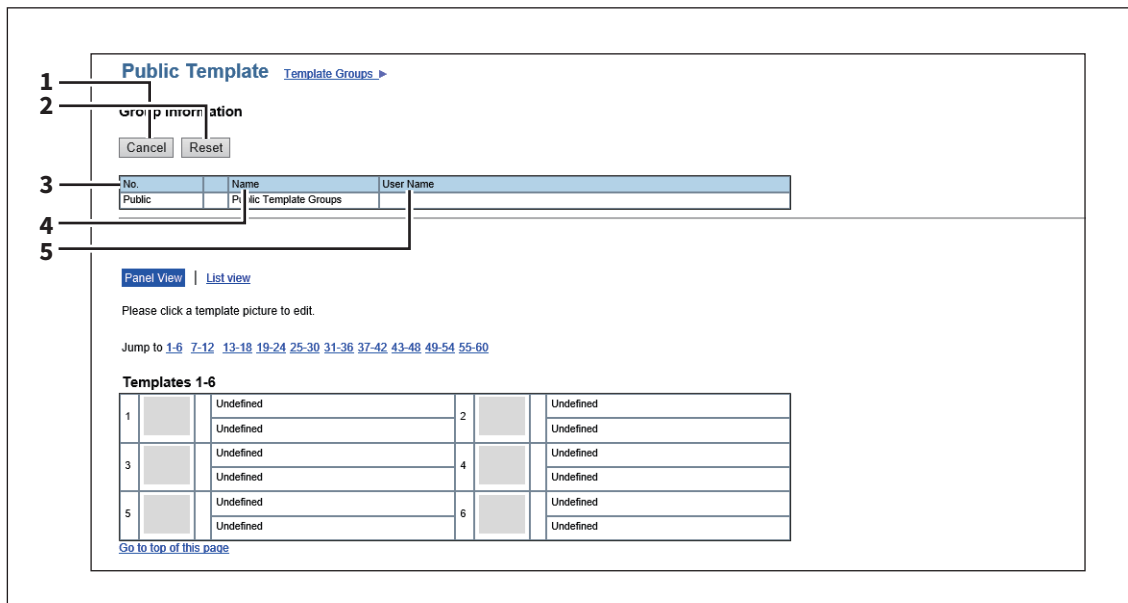 Public Template Template Groups ▶
1
2
Group Information
Cancel Reset
3
No. Name User Name
Public Public Template Groups
4
5
Panel View | List view
Please click a template picture to edit.
Jump to 1-6 7-12 13-18 19-24 25-30 31-36 37-42 43-48 49-54 55-60
Templates 1-6
1 Undefined 2 Undefined
Undefined Undefined
3 Undefined 4 Undefined
Undefined Undefined
5 Undefined 6 Undefined
Undefined Undefined
Go to top of this page